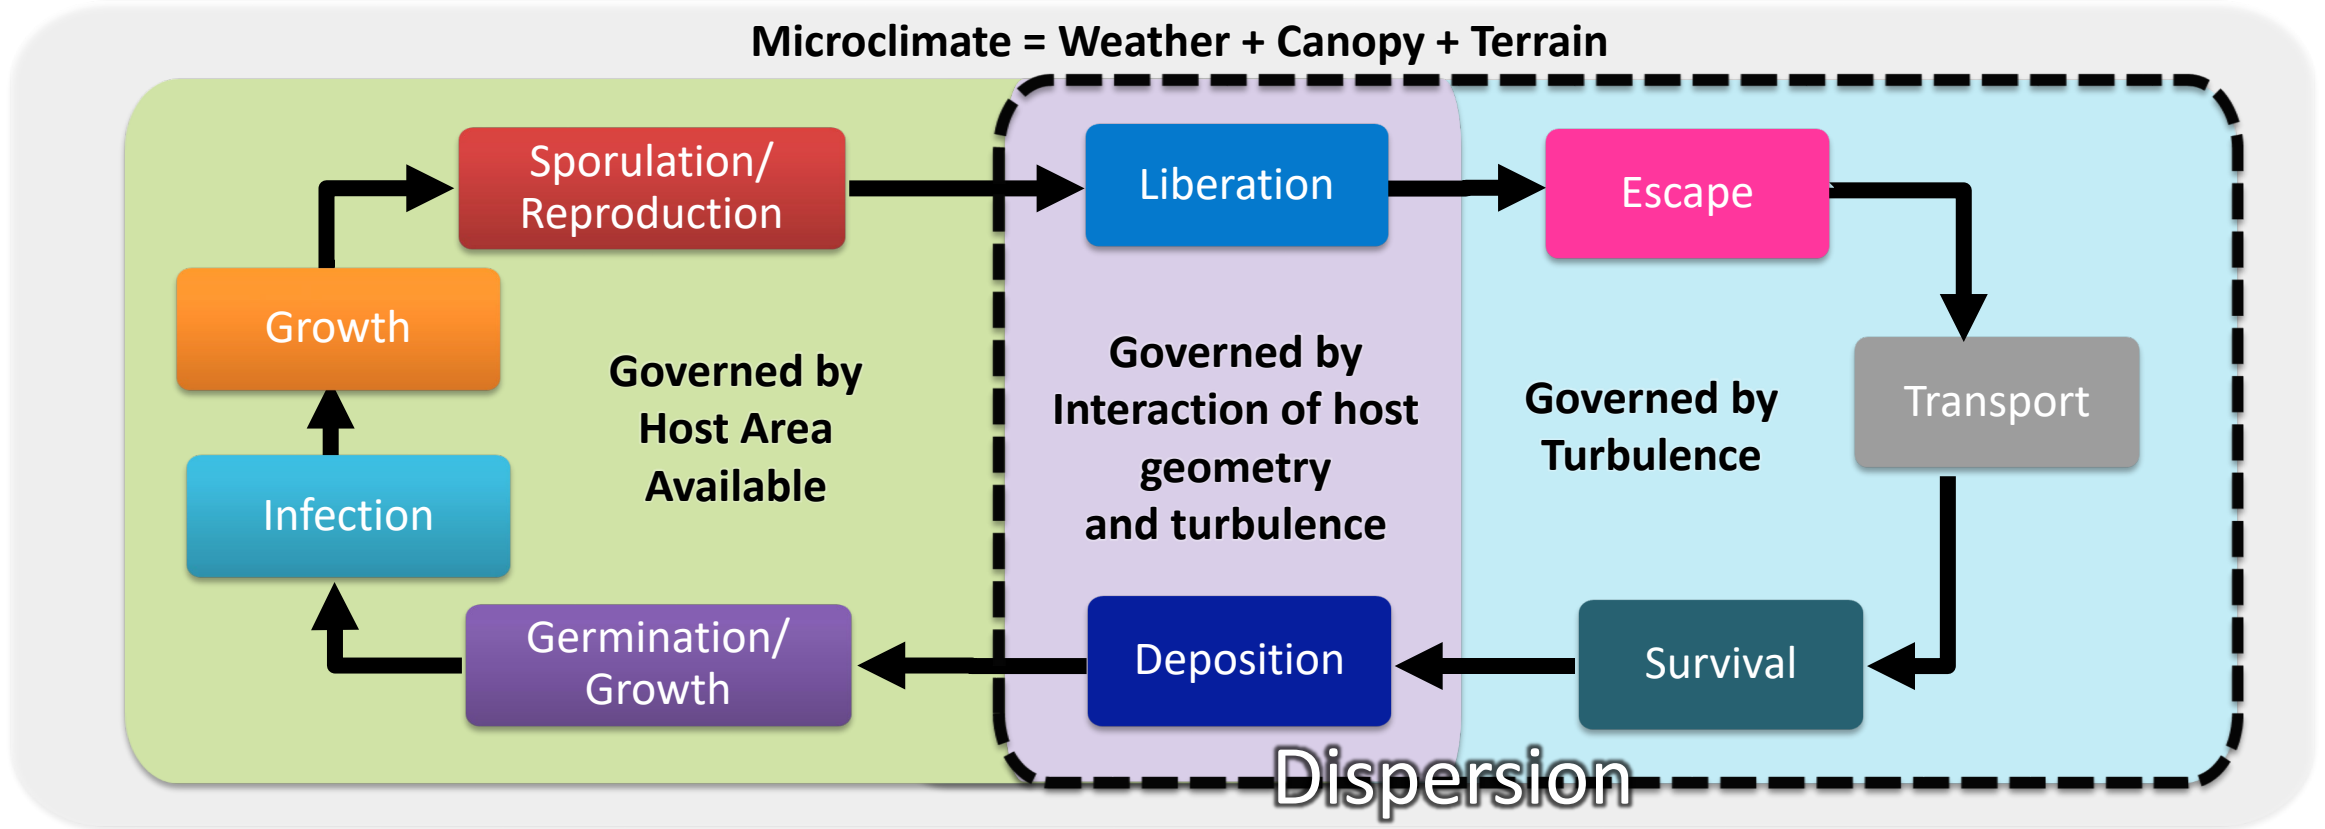 Microclimate = Weather + Canopy + Terrain
Sporulation/
Reproduction
Liberation
Escape
Growth
Governed by
Host Area
Available
Governed by
Interaction of host
geometry
and turbulence
Governed by
Turbulence
Transport
Infection
Germination/
Growth
Deposition
Survival
Dispersion